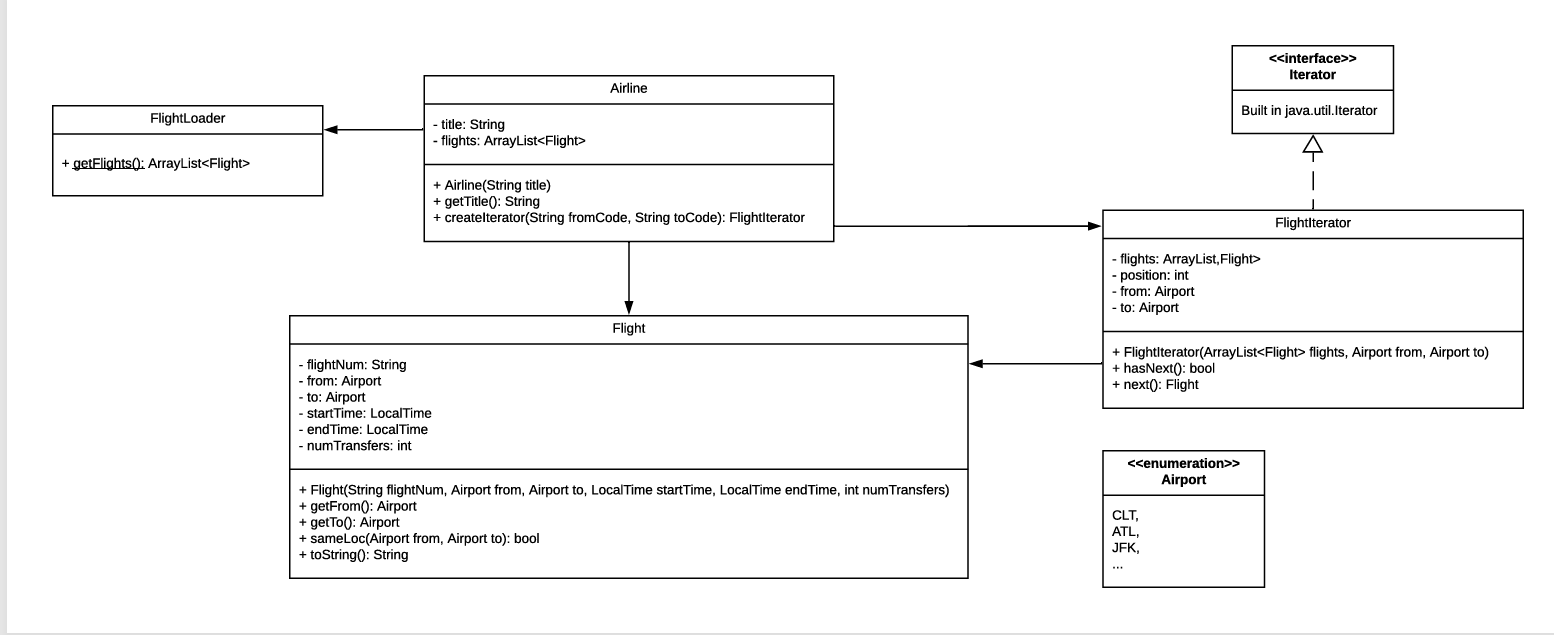 FlightLoader
+ getFlights(): ArrayList<Flight>
Airline
- title: String
- flights: ArrayList<Flight>
+ Airline(String title)
+ getTitle(): String
+ createIterator(String fromCode, String toCode): FlightIterator
<<interface>>
Iterator
Built in java.util.Iterator
FlightIterator
- flights: ArrayList,Flight>
- position: int
- from: Airport
- to: Airport
+ FlightIterator(ArrayList<Flight> flights, Airport from, Airport to)
+ hasNext(): bool
+ next(): Flight
Flight
- flightNum: String
- from: Airport
- to: Airport
- startTime: LocalTime
- endTime: LocalTime
- numTransfers: int
+ Flight(String flightNum, Airport from, Airport to, LocalTime startTime, LocalTime endTime, int numTransfers)
+ getFrom(): Airport
+ getTo(): Airport
+ sameLoc(Airport from, Airport to): bool
+ toString(): String
<<enumeration>>
Airport
CLT,
ATL,
JFK,
...